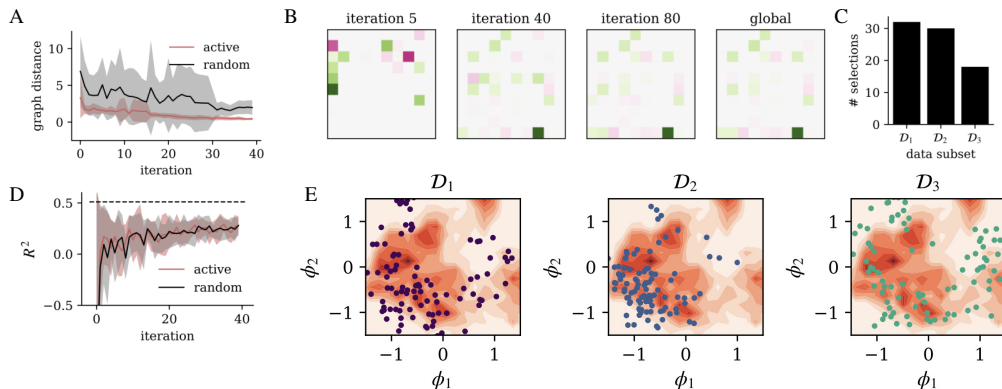 A
active
random
graph distance
10
5
0
0 10 20 30 40
iteration
B
iteration 5 iteration 40 iteration 80 global
C
# selections
30
20
10
0
𝒟1 𝒟2 𝒟3
data subset
D
R²
0.5
0.0
−0.5
active
random
0 20 40
iteration
E
𝒟1 𝒟2 𝒟3
ϕ2
1
0
−1
−1 0 1
ϕ1
ϕ2
1
0
−1
−1 0 1
ϕ1
ϕ2
1
0
−1
−1 0 1
ϕ1